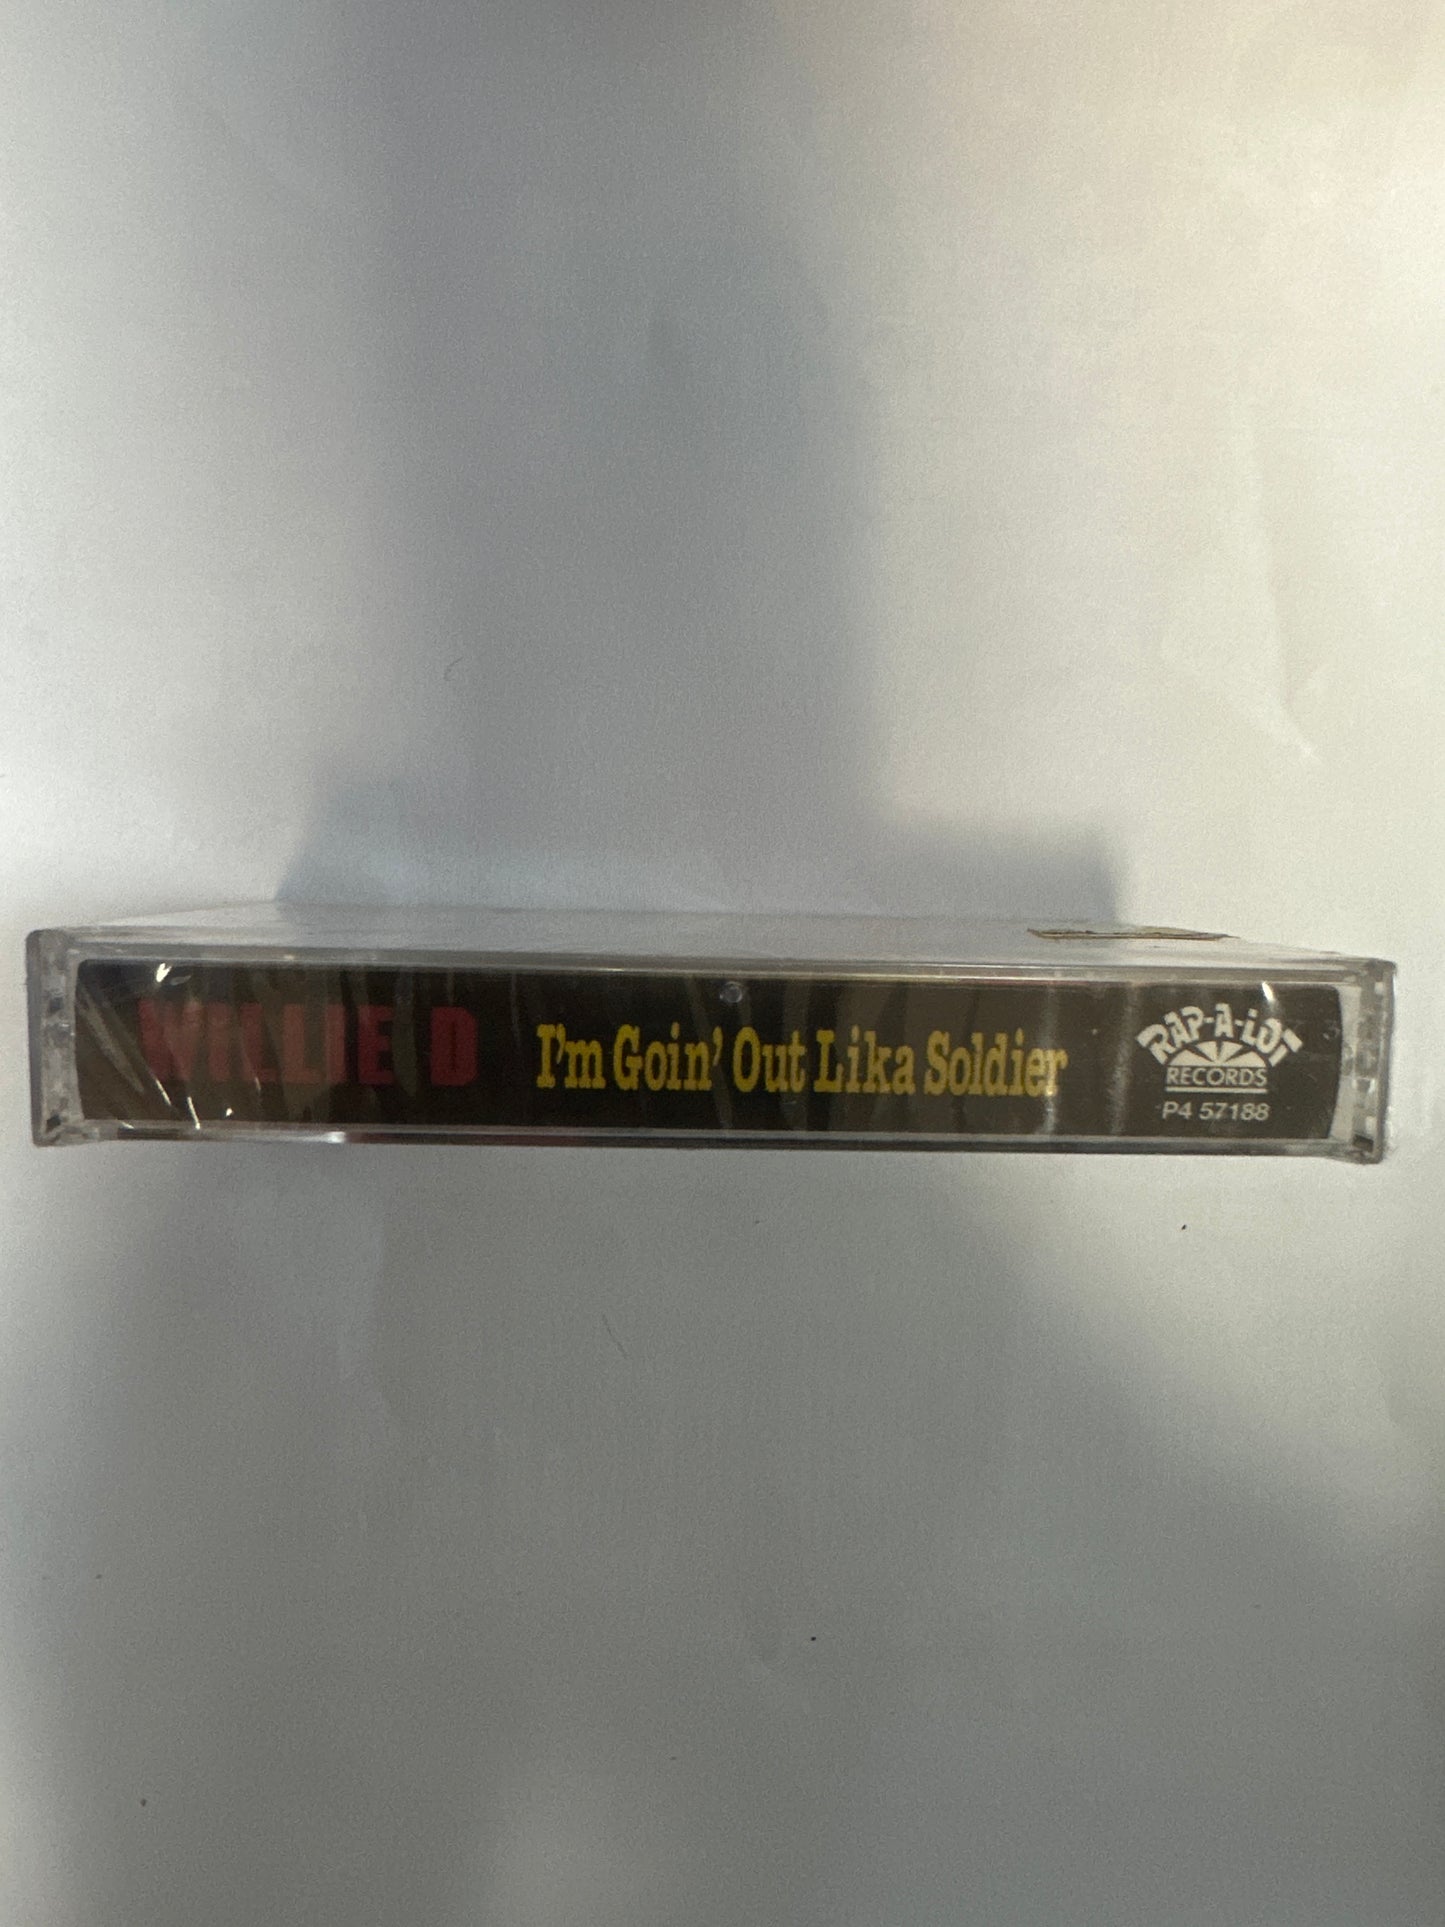 WILLIE D
I'm Goin' Out Lika Soldier
RAP-A-LOT
RECORDS
P4 57188